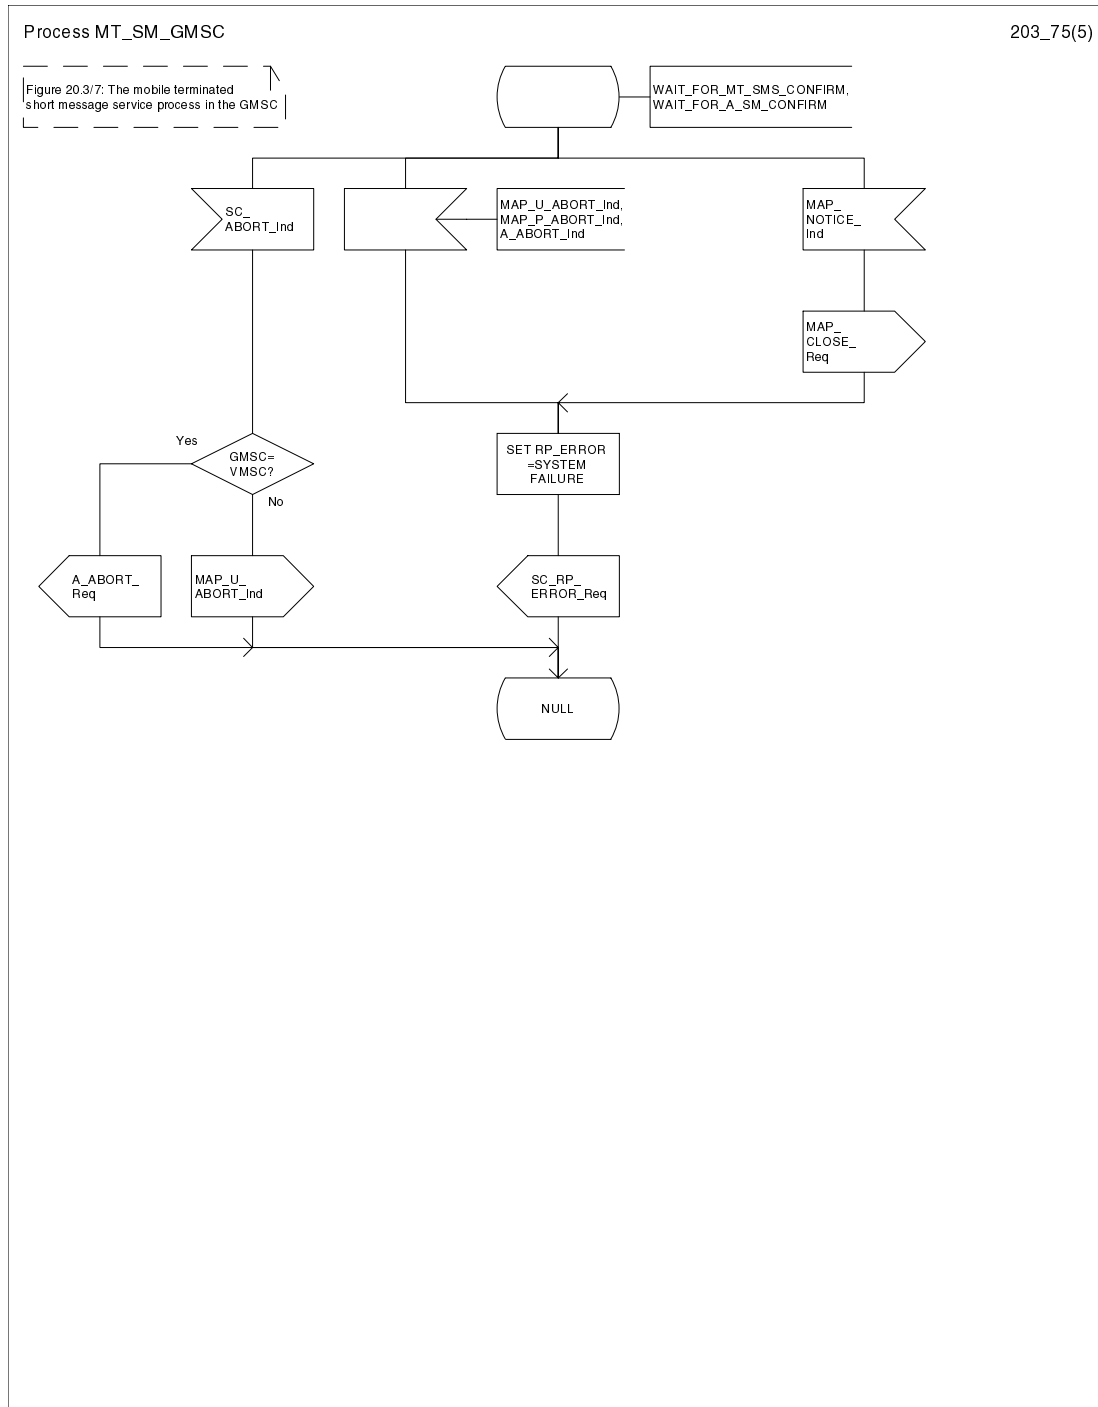 Process MT_SM_GMSC
203_75(5)
Figure 20.3/7: The mobile terminated
short message service process in the GMSC
WAIT_FOR_MT_SMS_CONFIRM,
WAIT_FOR_A_SM_CONFIRM
SC_
ABORT_Ind
MAP_U_ABORT_Ind,
MAP_P_ABORT_Ind,
A_ABORT_Ind
MAP_
NOTICE_
Ind
MAP_
CLOSE_
Req
Yes
GMSC=
VMSC?
No
SET RP_ERROR
=SYSTEM
FAILURE
A_ABORT_
Req
MAP_U_
ABORT_Ind
SC_RP_
ERROR_Req
NULL